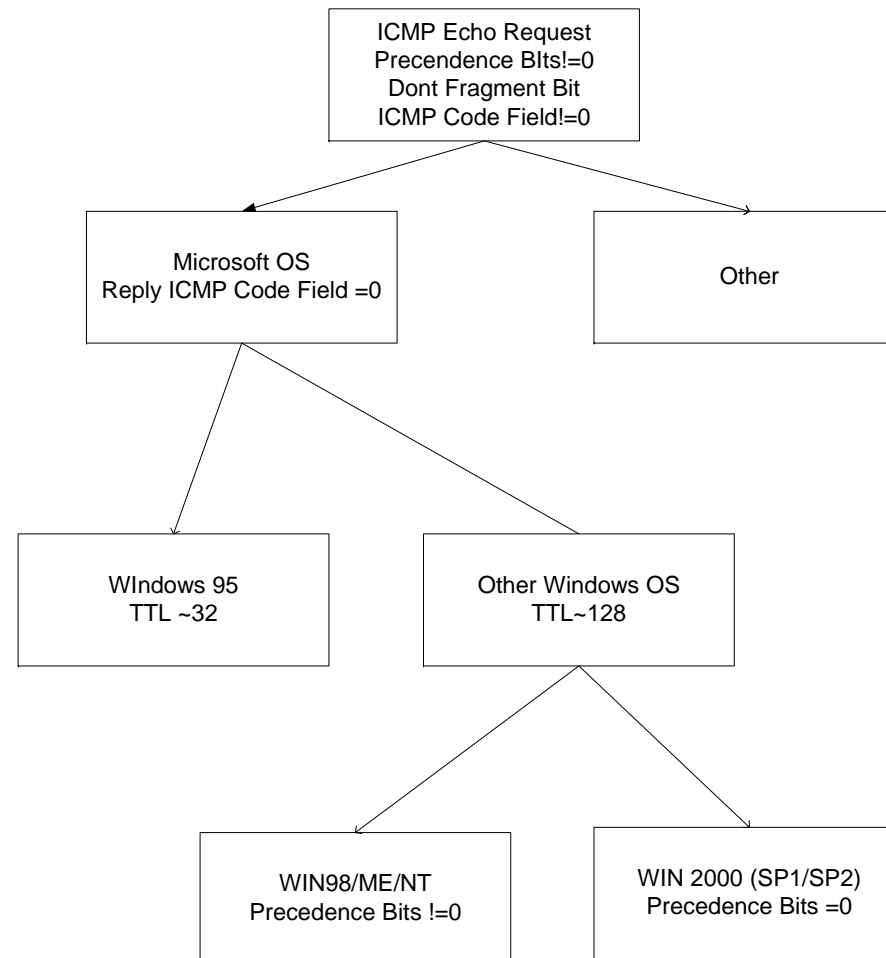 ICMP Echo Request
Precendence BIts!=0
Dont Fragment Bit
ICMP Code Field!=0
Microsoft OS
Reply ICMP Code Field =0
Other
WIndows 95
TTL ~32
Other Windows OS
TTL~128
WIN98/ME/NT
Precedence Bits !=0
WIN 2000 (SP1/SP2)
Precedence Bits =0